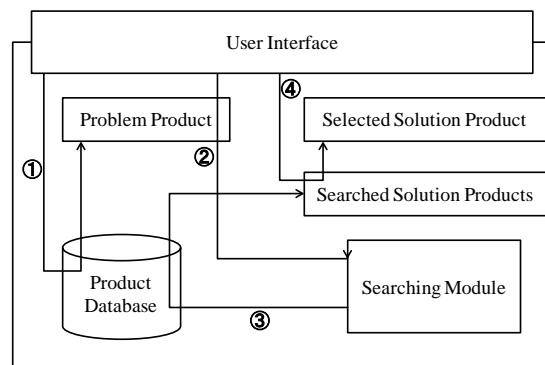 User Interface
④
Problem Product
Selected Solution Product
②
①
Searched Solution Products
Product
Database
Searching Module
③